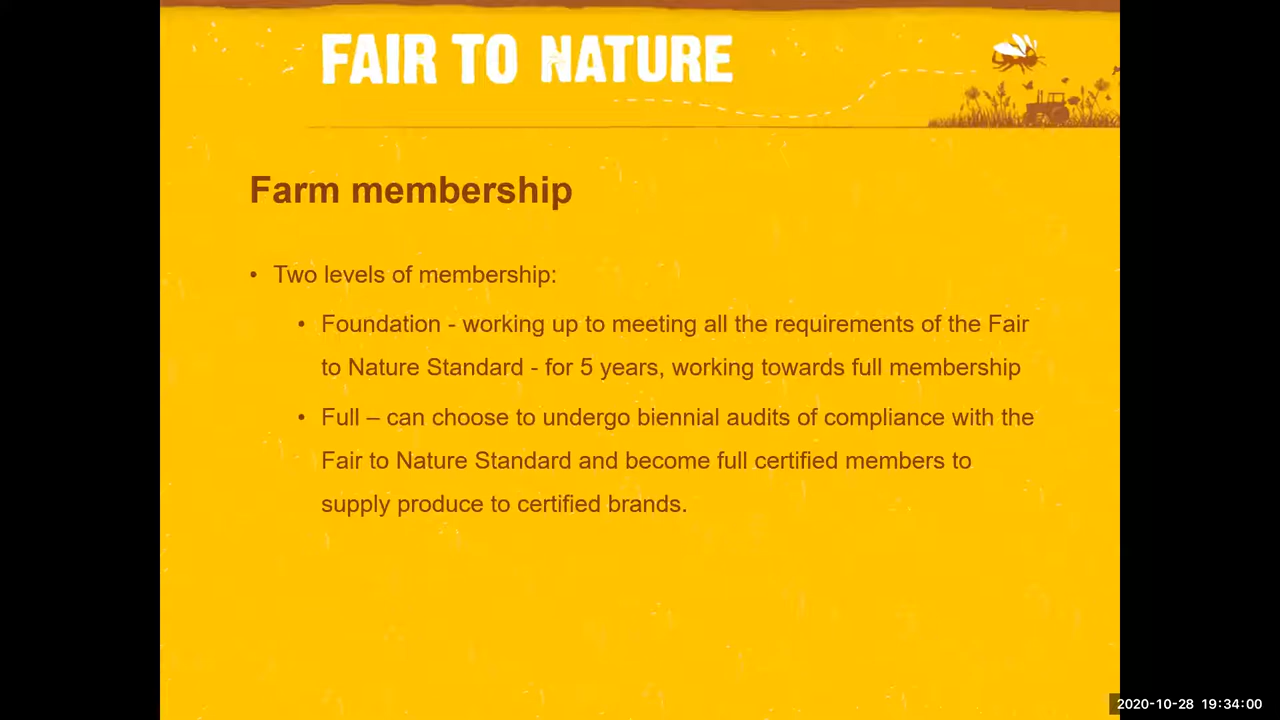 FAIR TO NATURE
Farm membership
• Two levels of membership:
• Foundation - working up to meeting all the requirements of the Fair
to Nature Standard - for 5 years, working towards full membership
• Full – can choose to undergo biennial audits of compliance with the
Fair to Nature Standard and become full certified members to
supply produce to certified brands.
2020-10-28 19:34:00